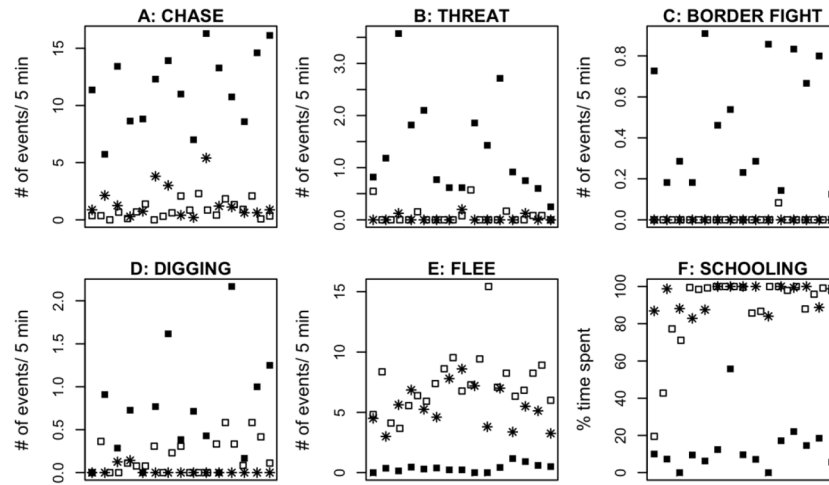 A: CHASE
# of events/ 5 min
15
10
5
0
B: THREAT
# of events/ 5 min
3.0
2.0
1.0
0.0
C: BORDER FIGHT
# of events/ 5 min
0.8
0.6
0.4
0.2
0.0
D: DIGGING
# of events/ 5 min
2.0
1.5
1.0
0.5
0.0
E: FLEE
# of events/ 5 min
15
10
5
0
F: SCHOOLING
% time spent
100
80
60
40
20
0